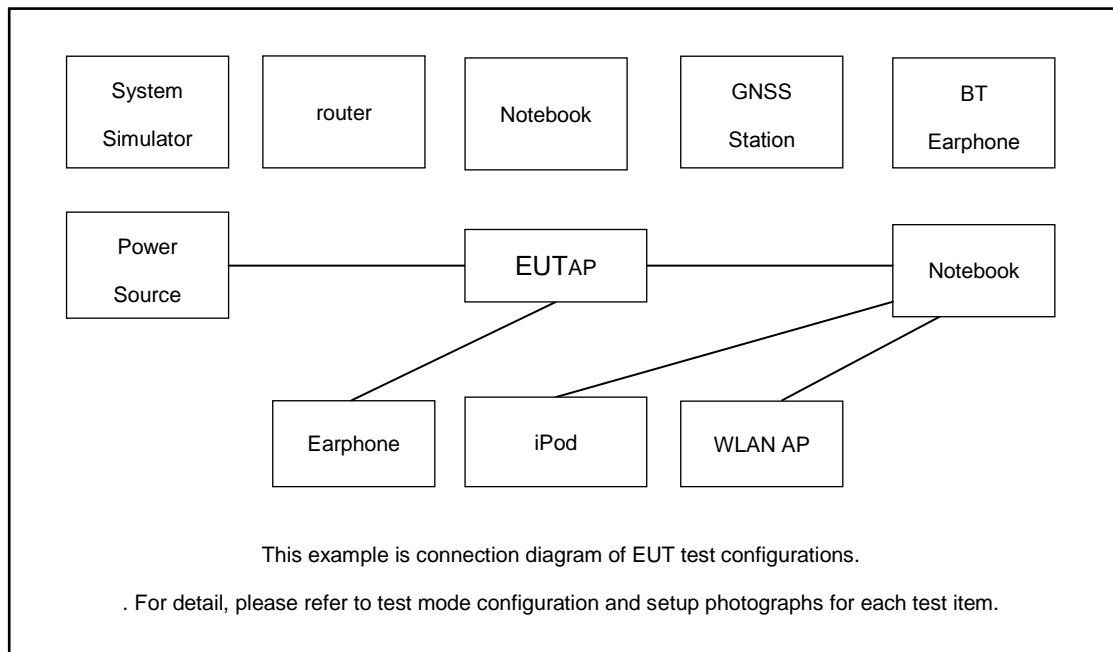 System
Simulator
router
Notebook
GNSS
Station
BT
Earphone
Power
Source
EUTAP
Notebook
Earphone
iPod
WLAN AP
This example is connection diagram of EUT test configurations.
. For detail, please refer to test mode configuration and setup photographs for each test item.